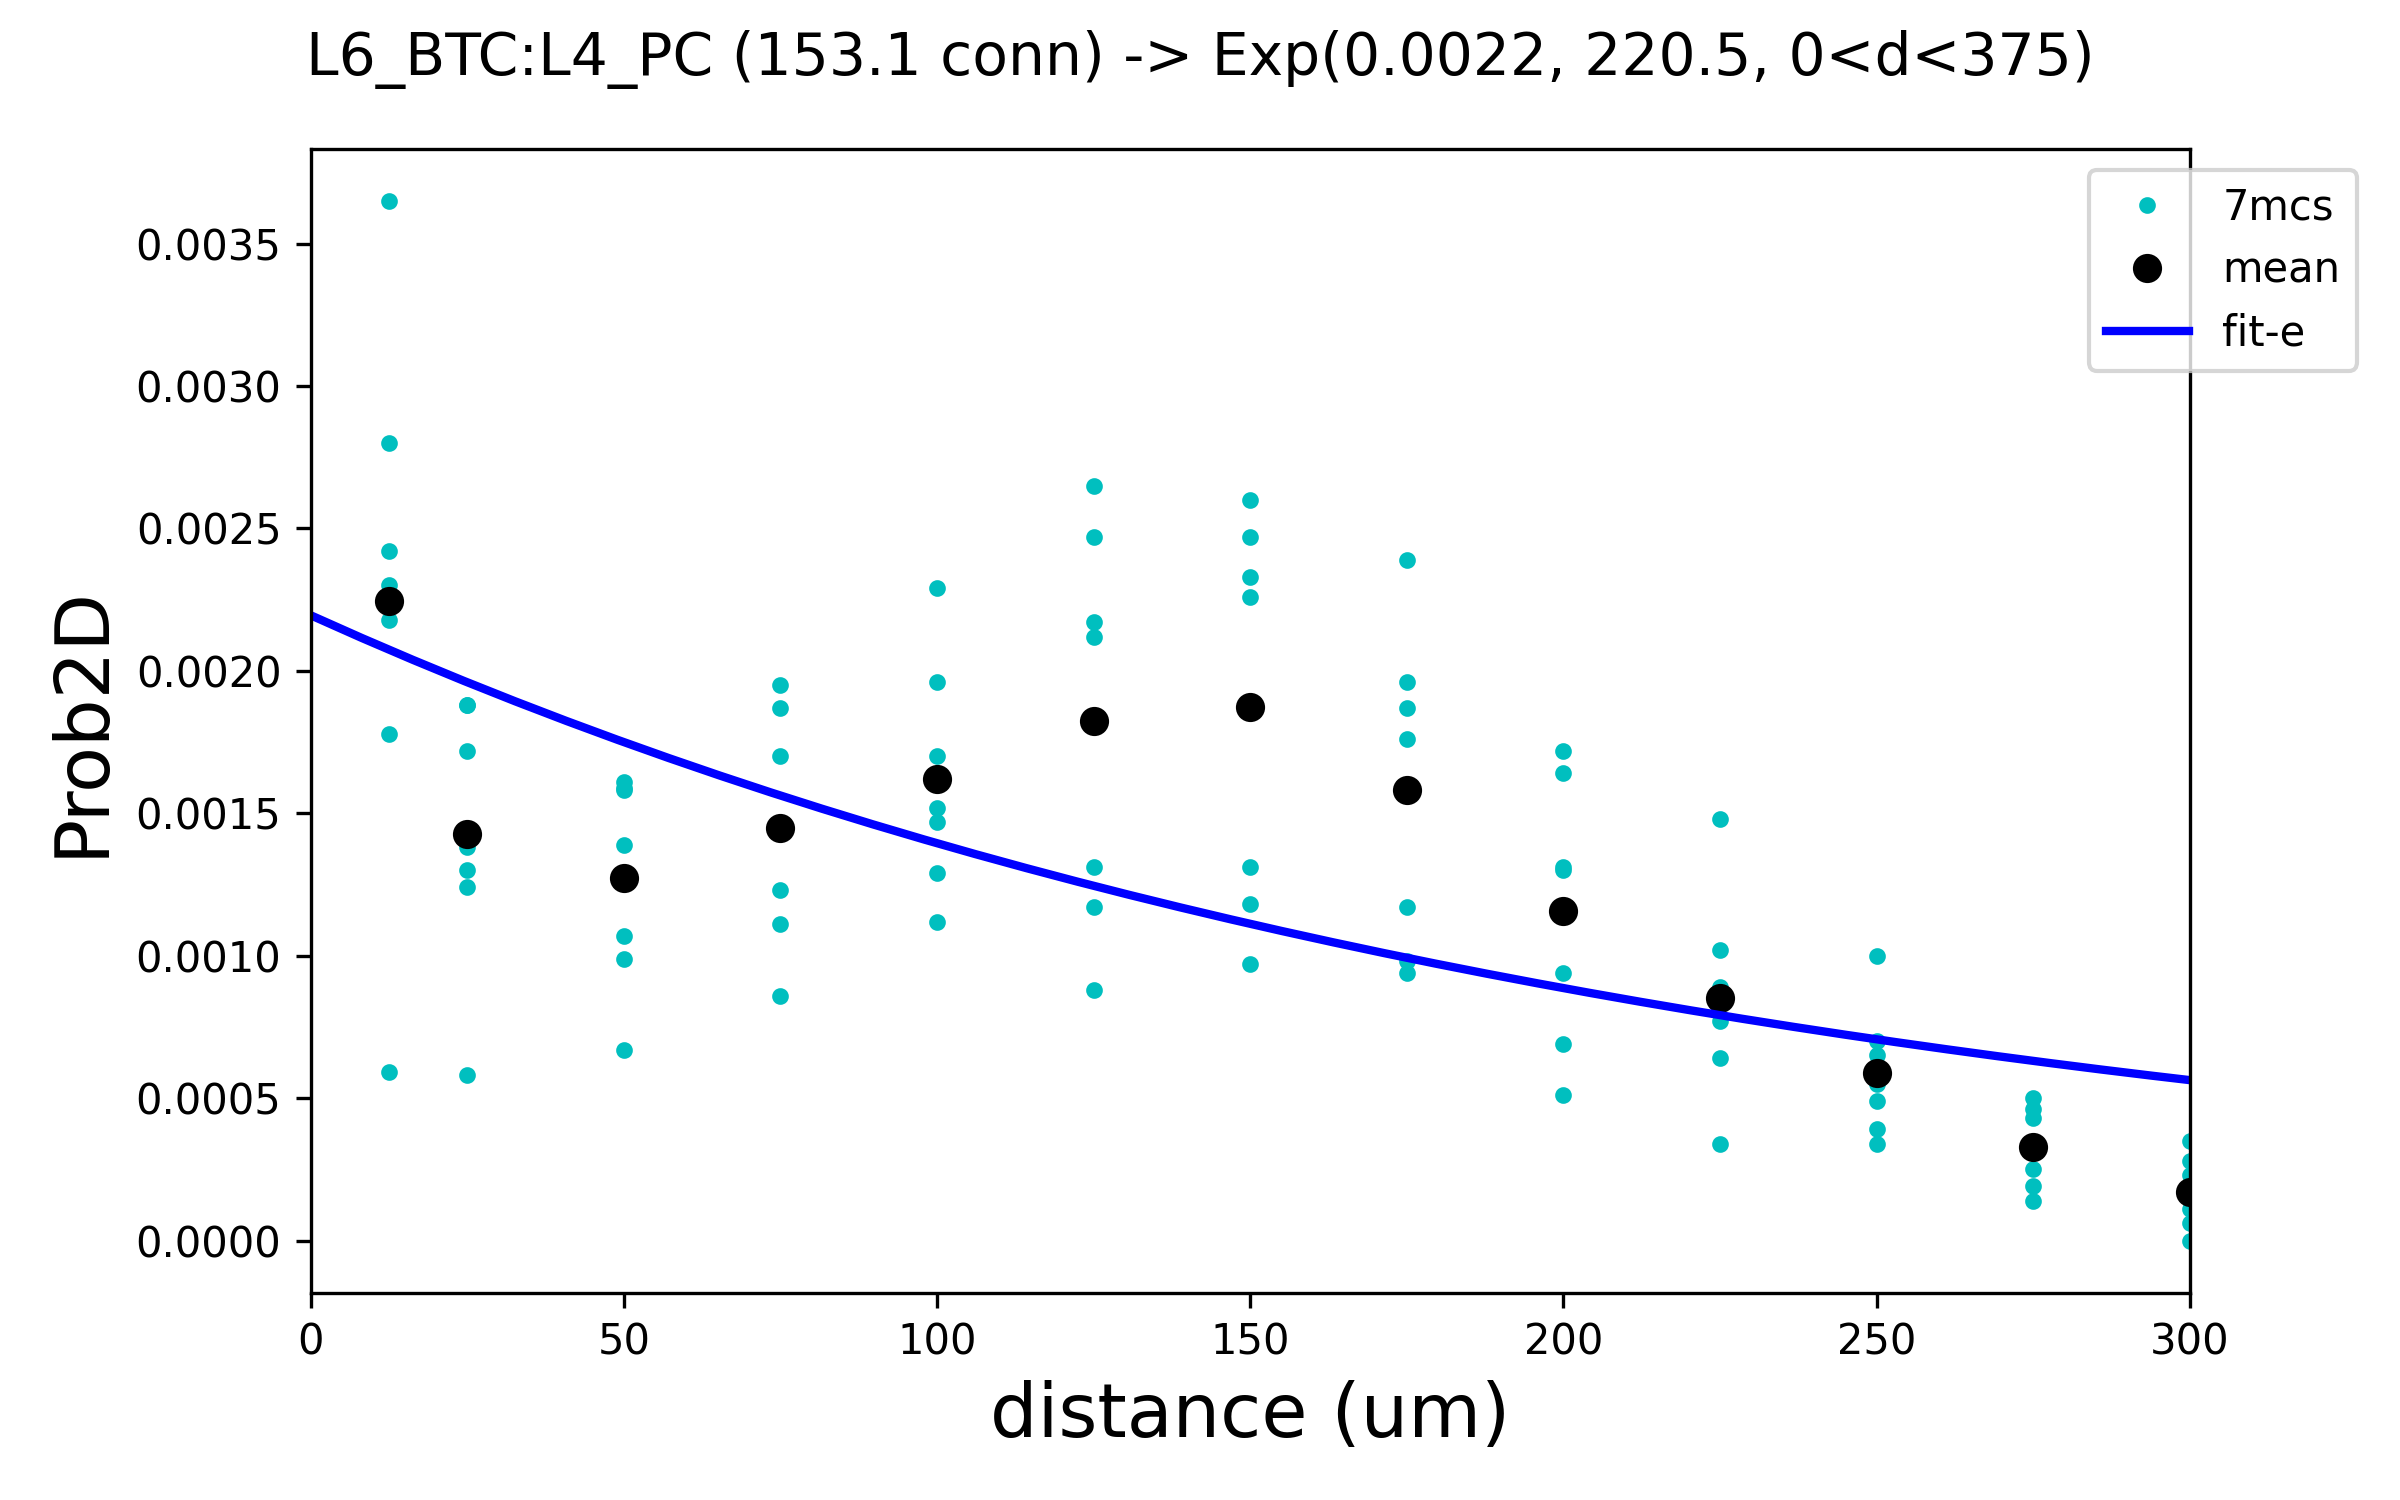 L6_BTC:L4_PC (153.1 conn) -> Exp(0.0022, 220.5, 0<d<375)
7mcs
mean
fit-e
Prob2D
0.0035
0.0030
0.0025
0.0020
0.0015
0.0010
0.0005
0.0000
0 50 100 150 200 250 300
distance (um)